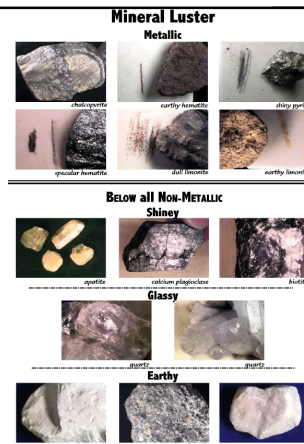 Mineral Luster
Metallic
chalcopyrite
earthy hematite
shiny pyri
specular hematite
dull limonite
earthy limoni
BELOW all NON-METALLIC
Shiney
apatite
calcium plagioclase
biotit
Glassy
quartz
quartz
Earthy